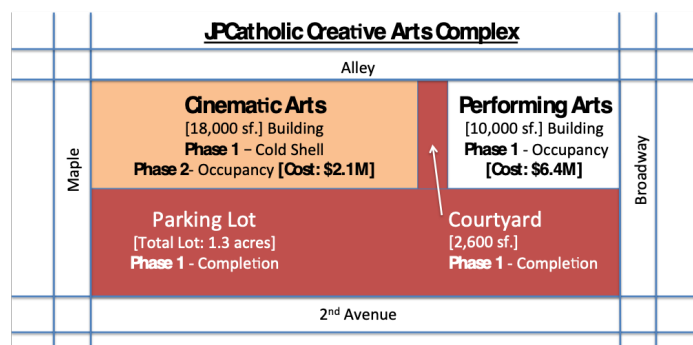 JPCatholic Creative Arts Complex
Alley
Maple
Cinematic Arts
[18,000 sf.] Building
Phase 1 – Cold Shell
Phase 2- Occupancy [Cost: $2.1M]
Performing Arts
[10,000 sf.] Building
Phase 1 - Occupancy
[Cost: $6.4M]
Broadway
Parking Lot
[Total Lot: 1.3 acres]
Phase 1 - Completion
Courtyard
[2,600 sf.]
Phase 1 - Completion
2nd Avenue